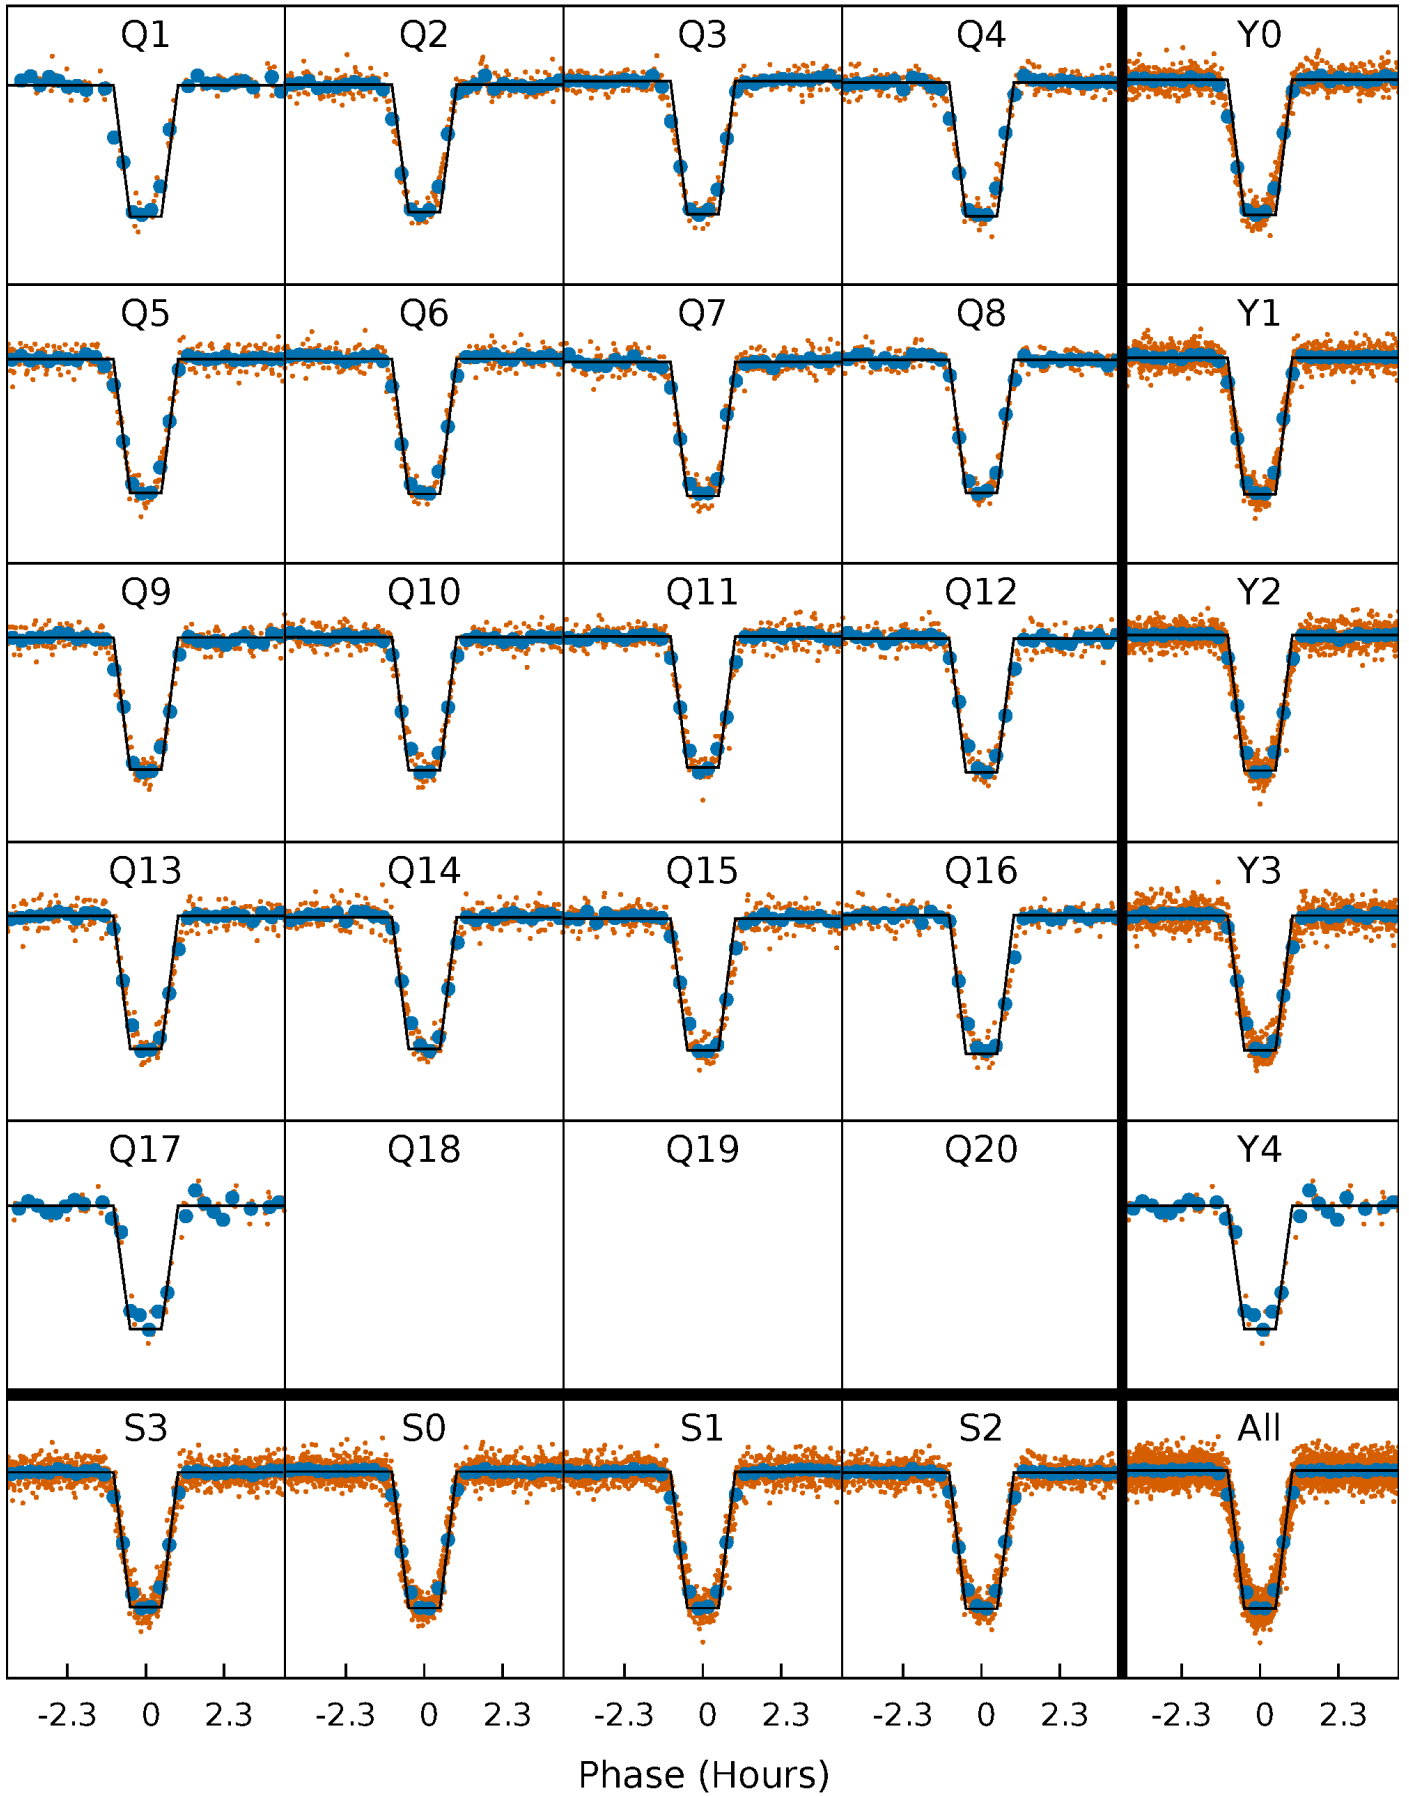 Q1 Q2 Q3 Q4 Y0
Q5 Q6 Q7 Q8 Y1
Q9 Q10 Q11 Q12 Y2
Q13 Q14 Q15 Q16 Y3
Q17 Q18 Q19 Q20 Y4
S3 S0 S1 S2 All
-2.3 0 2.3 -2.3 0 2.3 -2.3 0 2.3 -2.3 0 2.3 -2.3 0 2.3
Phase (Hours)